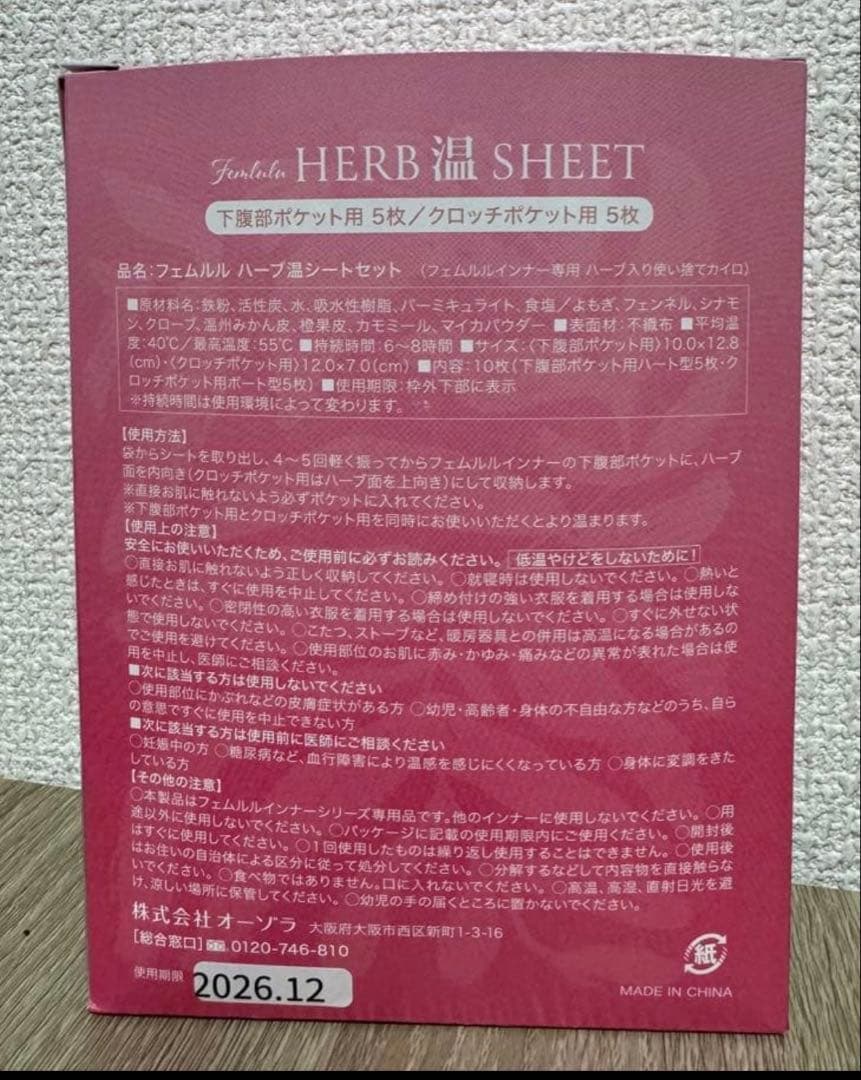 Femlulu HERB 温 SHEET
下腹部ポケット用 5枚／クロッチポケット用 5枚
品名:フェムルル ハーブ温シートセット （フェムルルインナー専用 ハーブ入り使い捨てカイロ）
■原材料名:鉄粉、活性炭、水、吸水性樹脂、バーミキュライト、食塩／よもぎ、フェンネル、シナモ
ン、クローブ、温州みかん皮、橙果皮、カモミール、マイカパウダー ■表面材:不織布 ■平均温
度:40℃／最高温度:55℃ ■持続時間:6〜8時間 ■サイズ:〈下腹部ポケット用〉10.0×12.8
(cm)・〈クロッチポケット用〉12.0×7.0(cm) ■内容:10枚（下腹部ポケット用ハート型5枚・ク
ロッチポケット用ボート型5枚） ■使用期限:枠外下部に表示
※持続時間は使用環境によって変わります。
【使用方法】
袋からシートを取り出し、4〜5回軽く振ってからフェムルルインナーの下腹部ポケットに、ハーブ
面を内向き（クロッチポケット用はハーブ面を上向き）にして収納します。
※直接お肌に触れないよう必ずポケットに入れてください。
※下腹部ポケット用とクロッチポケット用を同時にお使いいただくとより温まります。
【使用上の注意】
安全にお使いいただくため、ご使用前に必ずお読みください。 低温やけどをしないために！
○直接お肌に触れないよう正しく収納してください。○就寝時は使用しないでください。○熱いと
感じたときは、すぐに使用を中止してください。○締め付けの強い衣服を着用する場合は使用しな
いでください。○密閉性の高い衣服を着用する場合は使用しないでください。○すぐに外せない状
態で使用しないでください。○こたつ、ストーブなど、暖房器具との併用は高温になる場合があるの
でご使用を避けてください。○使用部位のお肌に赤み・かゆみ・痛みなどの異常が表れた場合は使
用を中止し、医師にご相談ください。
■次に該当する方は使用しないでください
○使用部位にかぶれなどの皮膚症状がある方 ○幼児・高齢者・身体の不自由な方などのうち、自ら
の意思ですぐに使用を中止できない方
■次に該当する方は使用前に医師にご相談ください
○妊娠中の方 ○糖尿病など、血行障害により温感を感じにくくなっている方 ○身体に変調をきた
している方
【その他の注意】
○本製品はフェムルルインナーシリーズ専用品です。他のインナーに使用しないでください。○用
途以外に使用しないでください。○パッケージに記載の使用期限内にご使用ください。○開封後
はすぐに使用してください。○1回使用したものは繰り返し使用することはできません。○使用後
はお住いの自治体による区分に従って処分してください。○分解するなどして内容物を直接触らな
いでください。○食べ物ではありません。口に入れないでください。○高温、高湿、直射日光を避
け、涼しい場所に保管してください。○幼児の手の届くところに置かないでください。
株式会社オーゾラ 大阪府大阪市西区新町1-3-16
［総合窓口］ 0120-746-810
使用期限 2026.12
紙
MADE IN CHINA